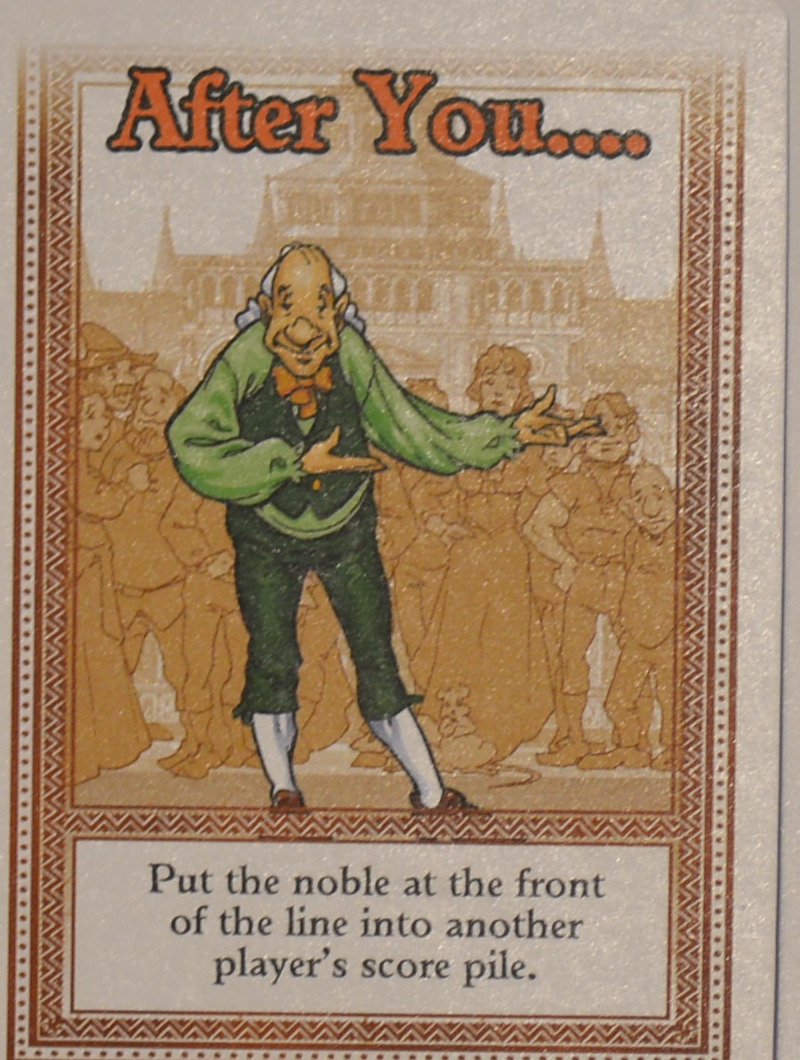 After You....
Put the noble at the front
of the line into another
player's score pile.